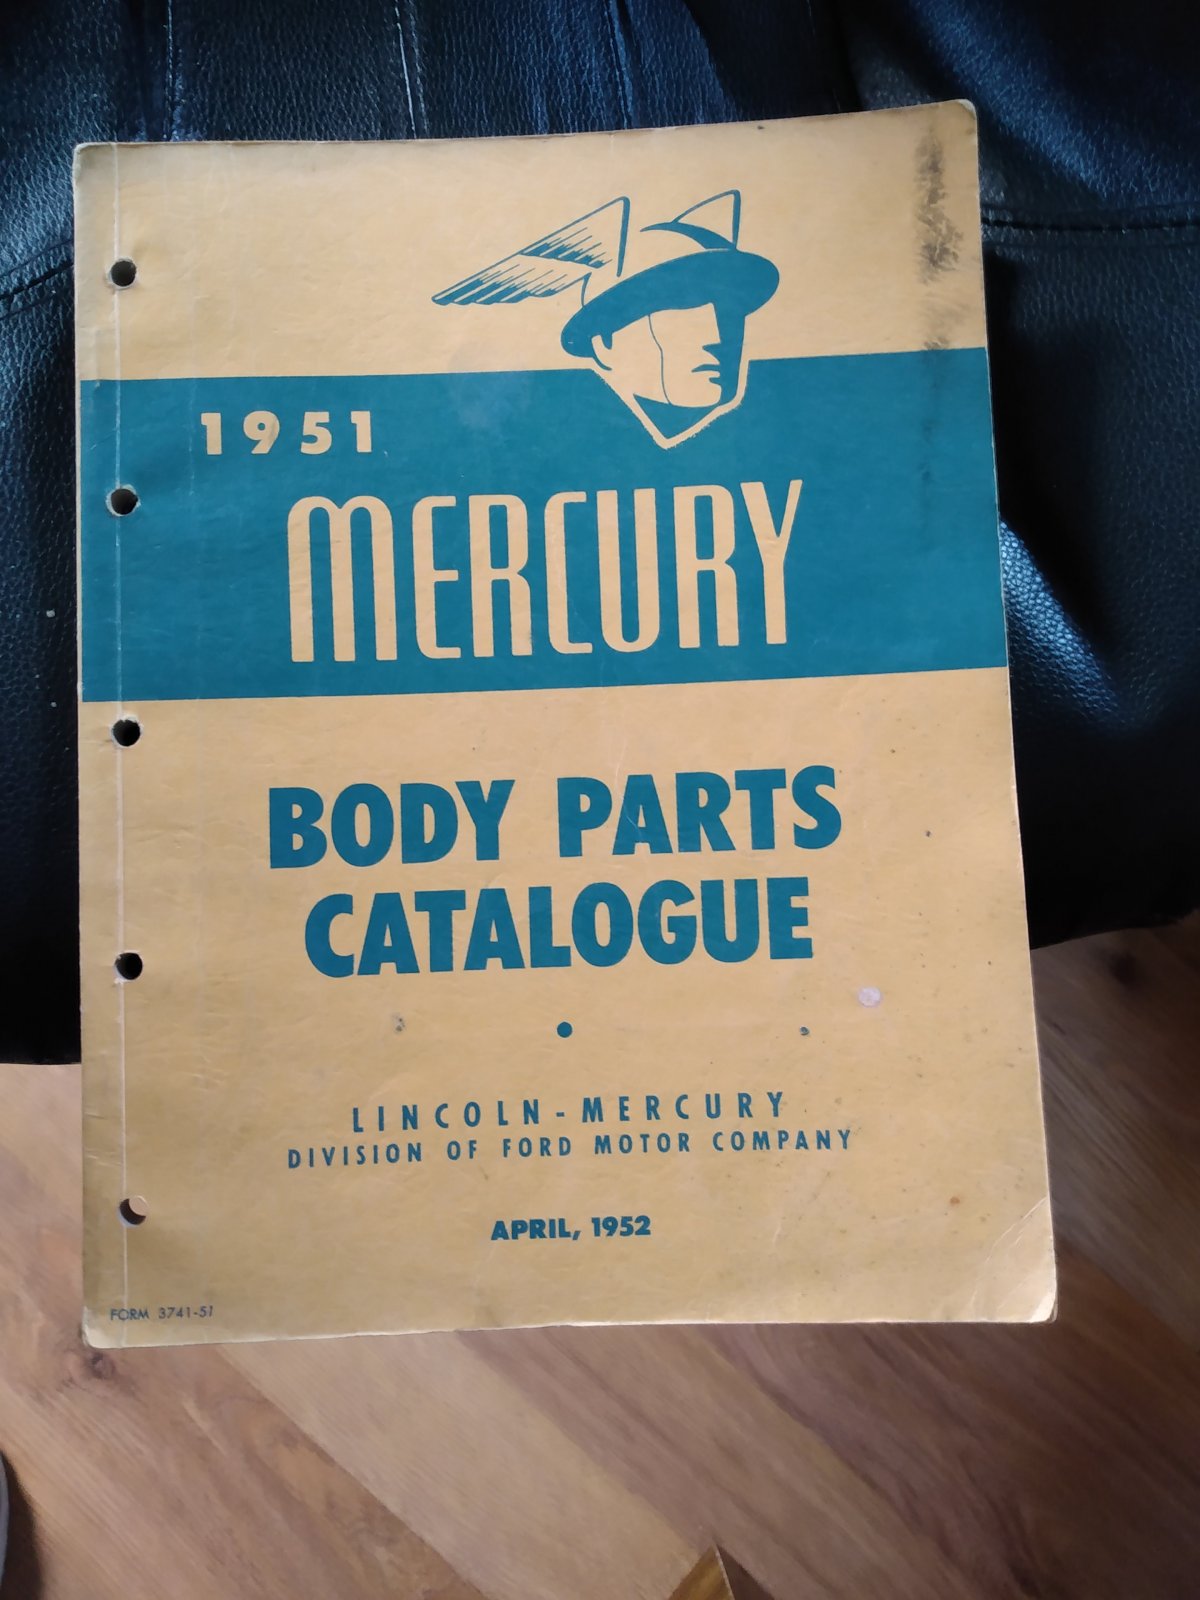 1951
MERCURY
BODY PARTS
CATALOGUE
LINCOLN-MERCURY
DIVISION OF FORD MOTOR COMPANY
APRIL, 1952
FORM 3741-51